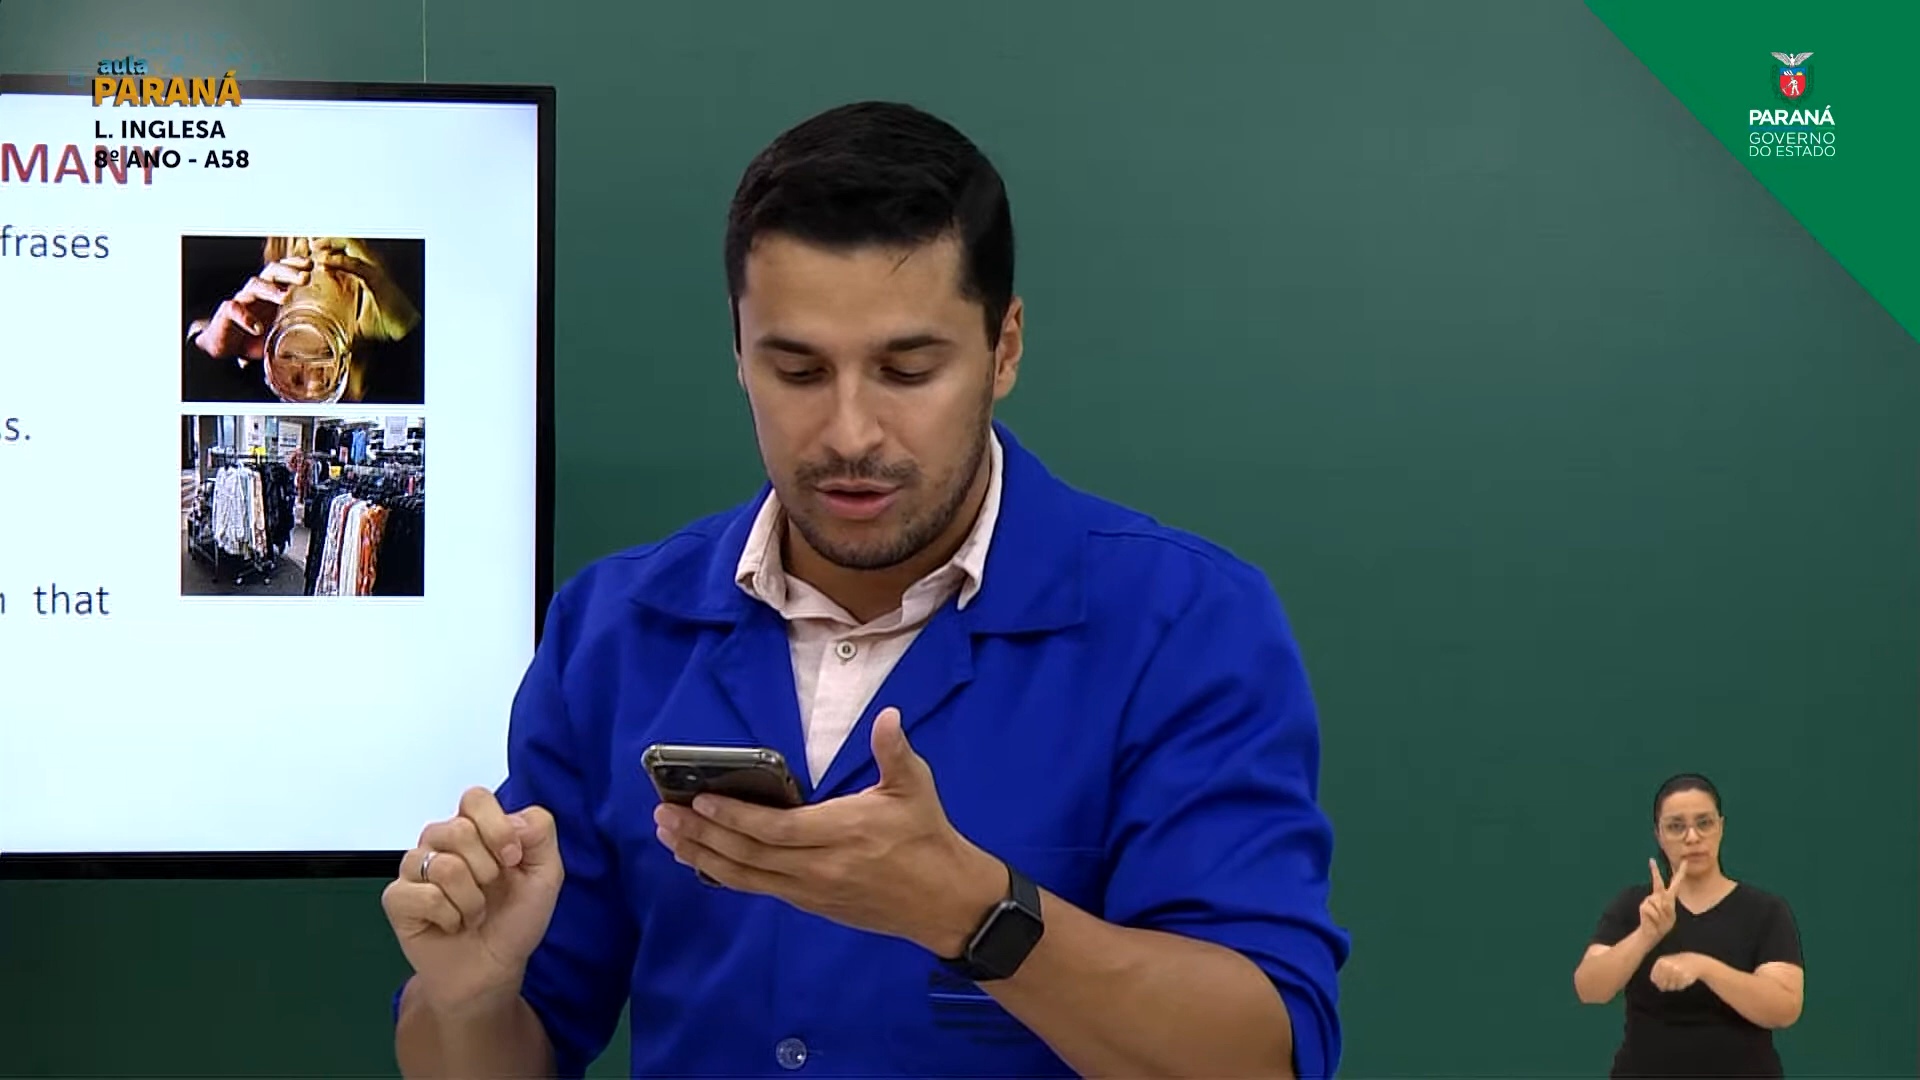 aula
PARANÁ
L. INGLESA
8º ANO - A58
MANY
frases
s.
that
PARANÁ
GOVERNO
DO ESTADO